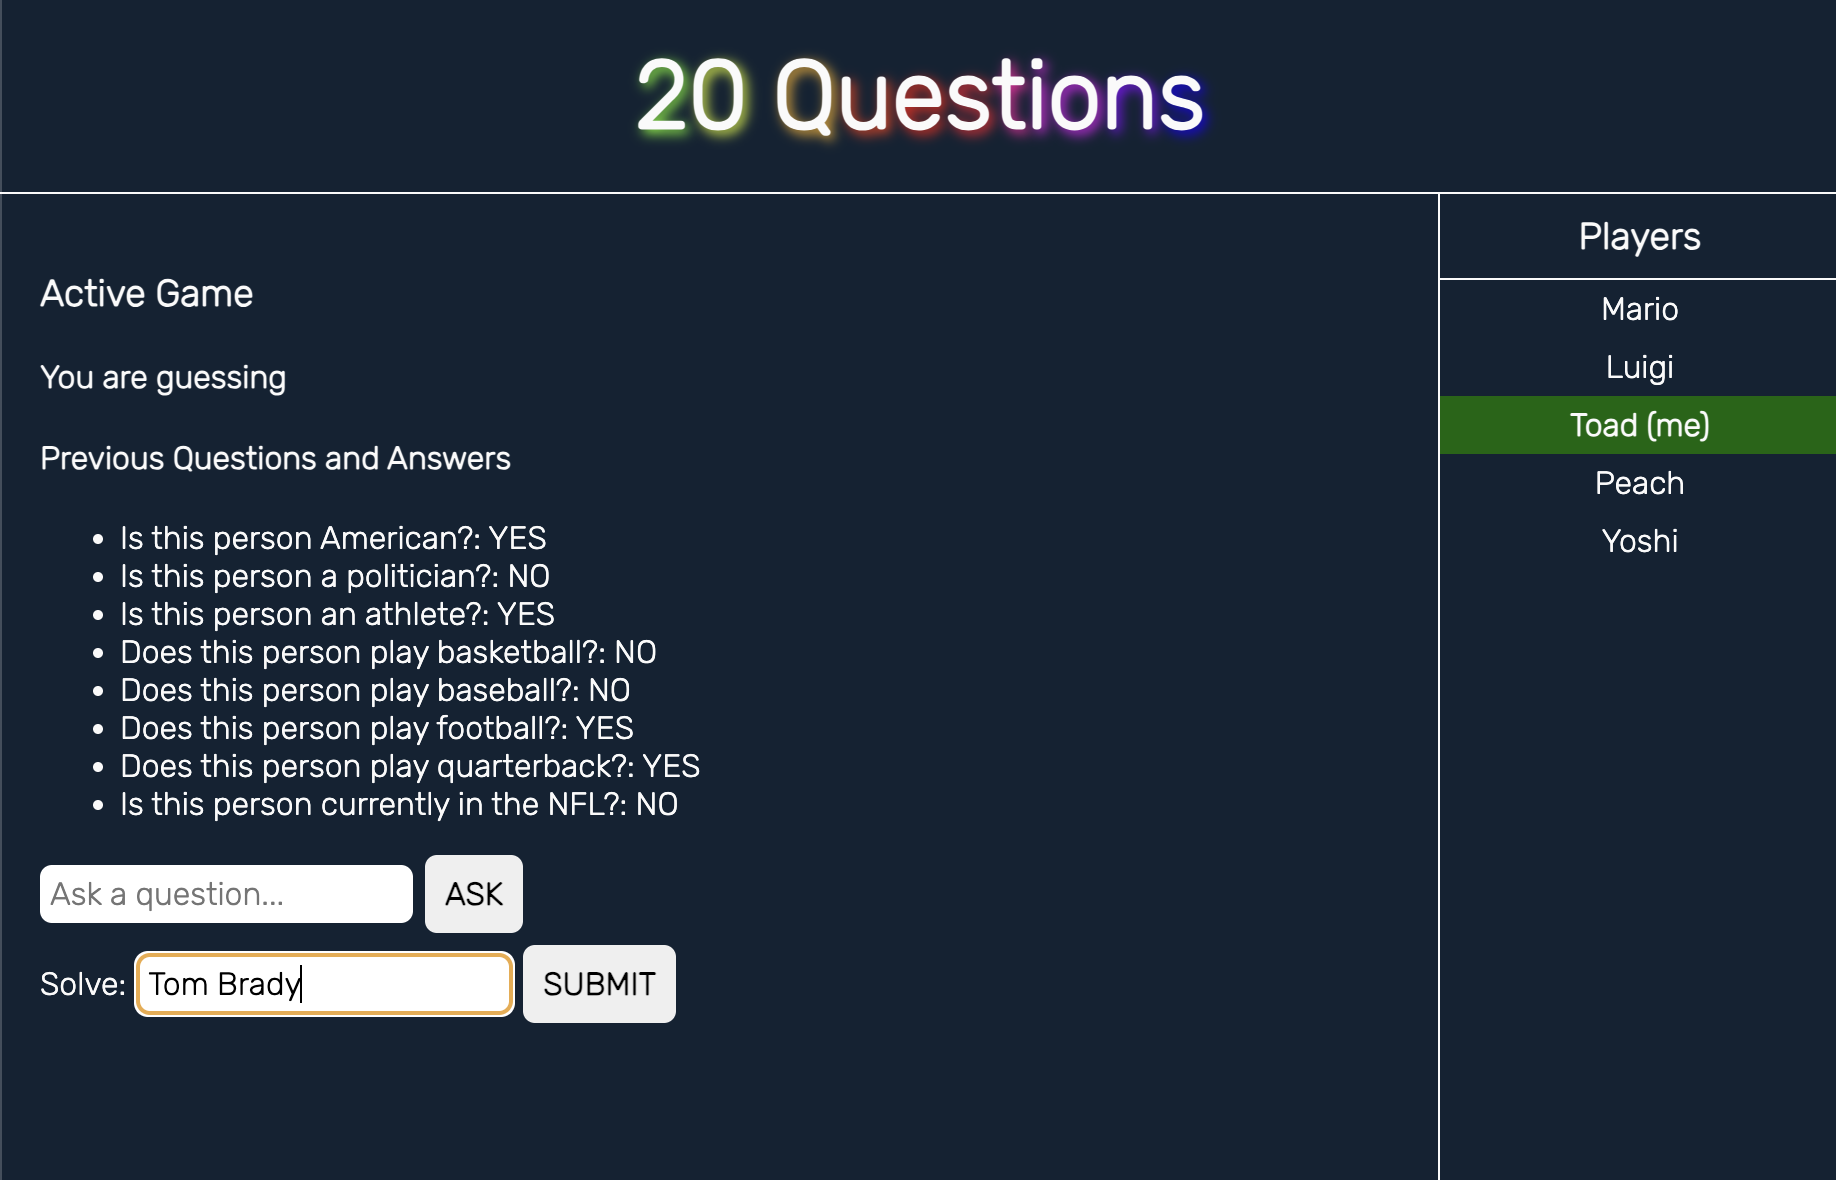 20 Questions
Active Game
You are guessing
Previous Questions and Answers
• Is this person American?: YES
• Is this person a politician?: NO
• Is this person an athlete?: YES
• Does this person play basketball?: NO
• Does this person play baseball?: NO
• Does this person play football?: YES
• Does this person play quarterback?: YES
• Is this person currently in the NFL?: NO
Ask a question... ASK
Solve: Tom Brady SUBMIT
Players
Mario
Luigi
Toad (me)
Peach
Yoshi